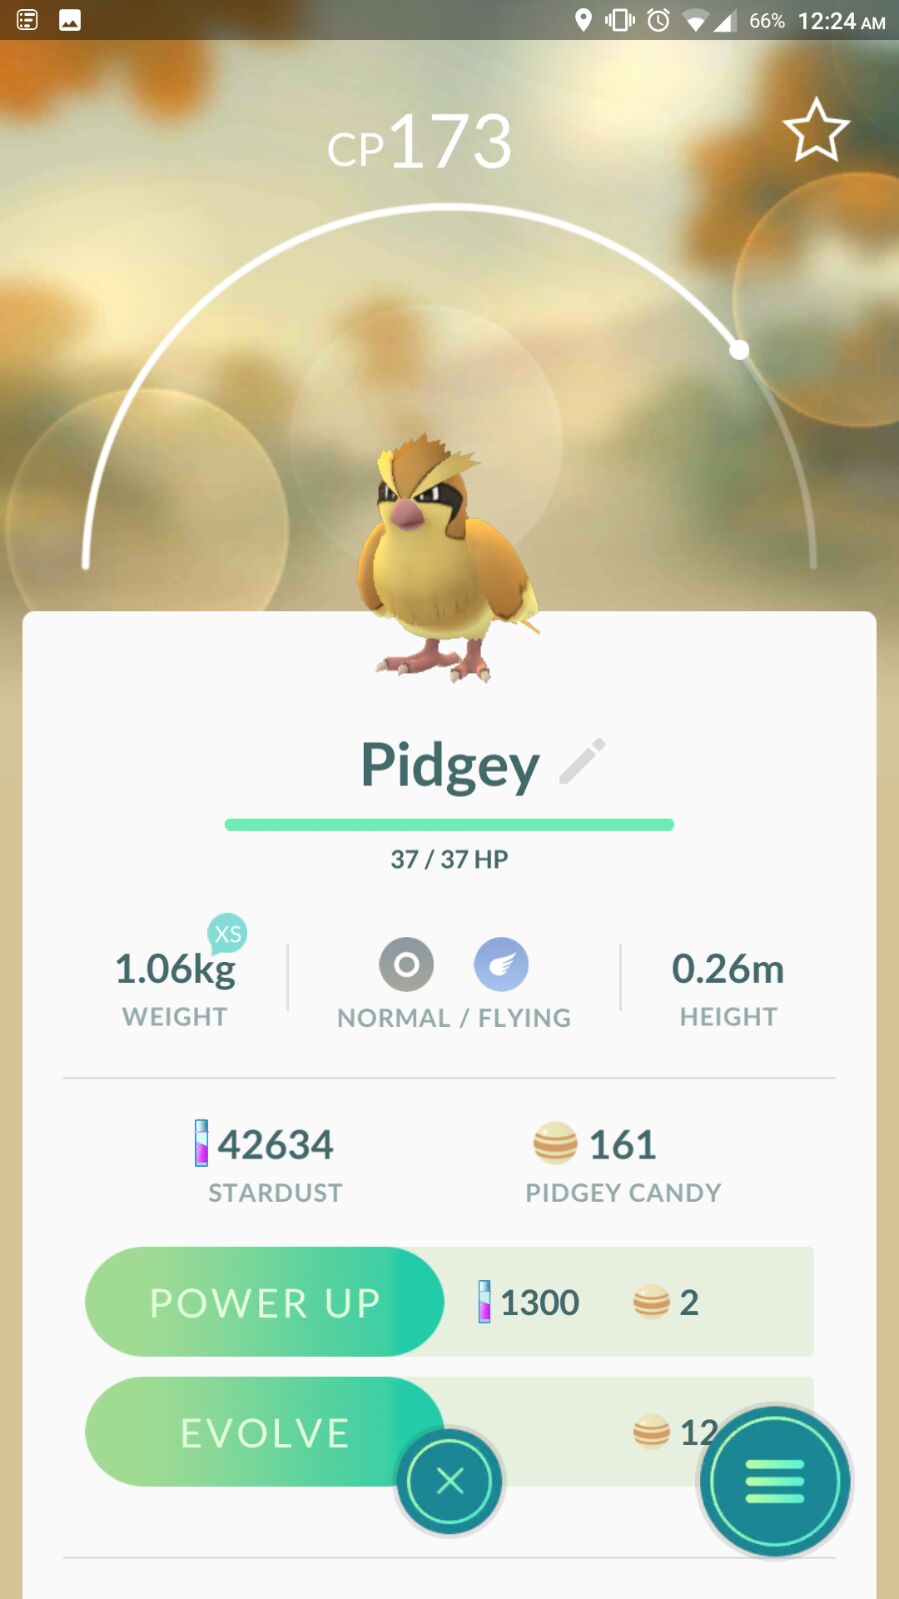 66% 12:24 AM
CP173
Pidgey
37 / 37 HP
XS
1.06kg
WEIGHT
NORMAL / FLYING
0.26m
HEIGHT
42634
STARDUST
161
PIDGEY CANDY
POWER UP 1300 2
EVOLVE 12